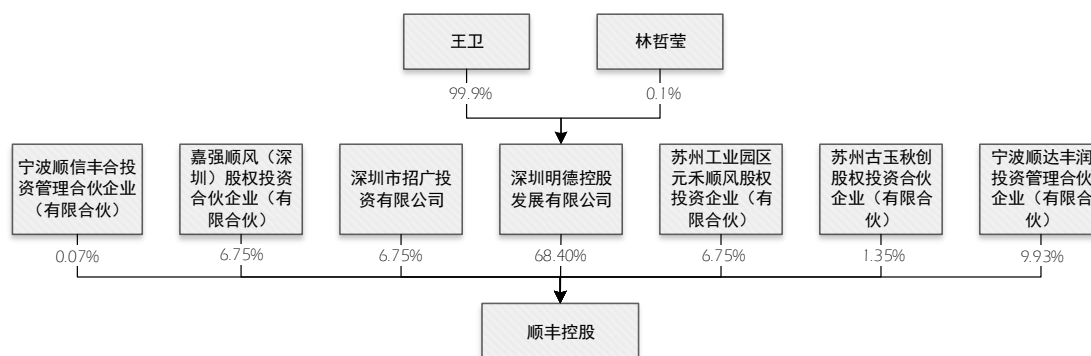 王卫
林哲莹
99.9%
0.1%
宁波顺信丰合投
资管理合伙企业
（有限合伙）
嘉强顺风（深
圳）股权投资
合伙企业（有
限合伙）
深圳市招广投
资有限公司
深圳明德控股
发展有限公司
苏州工业园区
元禾顺风股权
投资企业（有
限合伙）
苏州古玉秋创
股权投资合伙
企业（有限合
伙）
宁波顺达丰润
投资管理合伙
企业（有限合
伙）
0.07%
6.75%
6.75%
68.40%
6.75%
1.35%
9.93%
顺丰控股